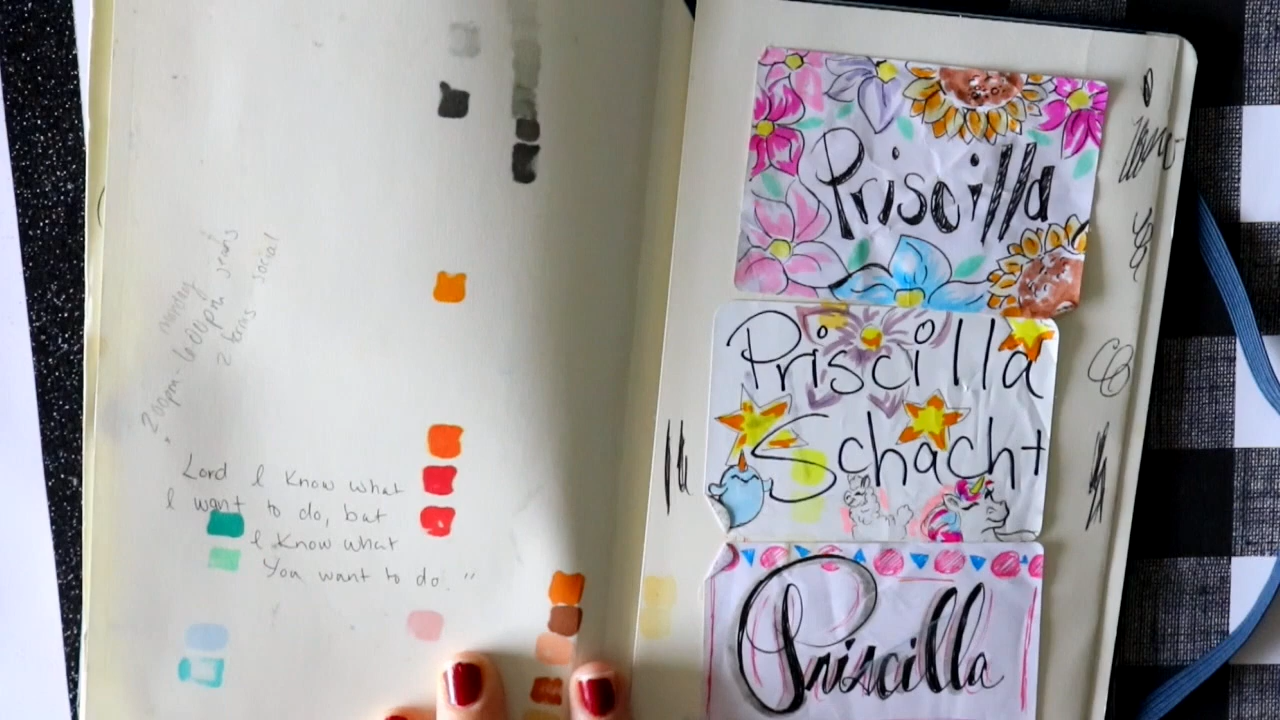 monday
2:00pm - 6:00pm
2 terms social
Lord I know what
I want to do, but
I know what
You want to do."
Priscilla
Priscilla
Schacht
Priscilla